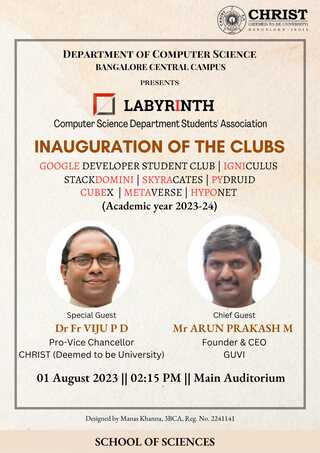 CHRIST
(DEEMED TO BE UNIVERSITY)
BANGALORE · INDIA
DEPARTMENT OF COMPUTER SCIENCE
BANGALORE CENTRAL CAMPUS
PRESENTS
LABYRINTH
Computer Science Department Students' Association
INAUGURATION OF THE CLUBS
GOOGLE DEVELOPER STUDENT CLUB | IGNICULUS
STACKDOMINI | SKYRACATES | PYDRUID
CUBEX | METAVERSE | HYPONET
(Academic year 2023-24)
Special Guest
Dr Fr VIJU P D
Pro-Vice Chancellor
CHRIST (Deemed to be University)
Chief Guest
Mr ARUN PRAKASH M
Founder & CEO
GUVI
01 August 2023 || 02:15 PM || Main Auditorium
Designed by Manas Khanna, 5BCA, Reg. No. 2241141
SCHOOL OF SCIENCES